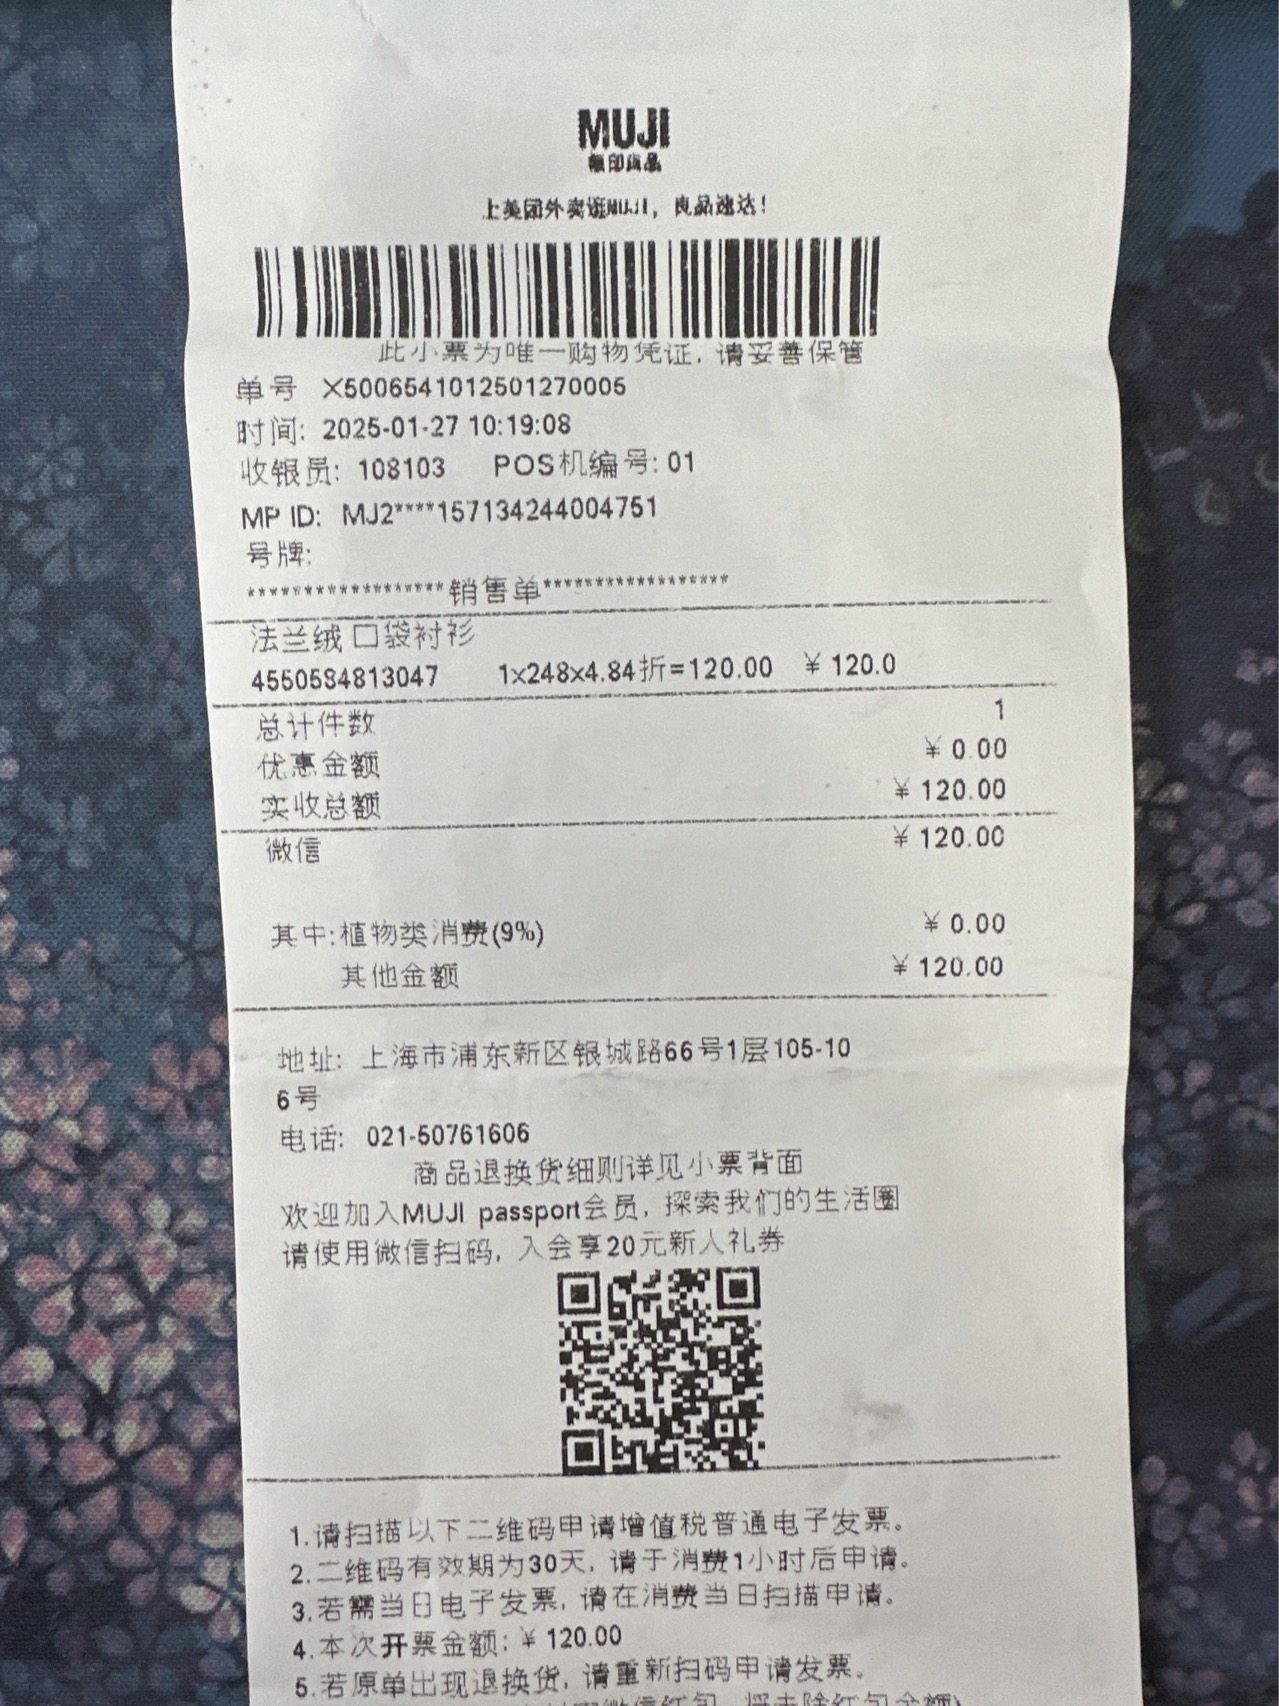 MUJI
無印良品
上美团外卖逛MUJI，良品速达！
此小票为唯一购物凭证，请妥善保管
单号 X5006541012501270005
时间: 2025-01-27 10:19:08
收银员: 108103 POS机编号: 01
MP ID: MJ2****157134244004751
号牌:
******************销售单*****************
法兰绒 口袋衬衫
4550584813047 1x248x4.84折=120.00 ¥ 120.0
总计件数 1
优惠金额 ¥ 0.00
实收总额 ¥ 120.00
微信 ¥ 120.00
其中:植物类消费(9%) ¥ 0.00
其他金额 ¥ 120.00
地址: 上海市浦东新区银城路66号1层105-10
6号
电话: 021-50761606
商品退换货细则详见小票背面
欢迎加入MUJI passport会员，探索我们的生活圈
请使用微信扫码，入会享20元新人礼券
1.请扫描以下二维码申请增值税普通电子发票。
2.二维码有效期为30天，请于消费1小时后申请。
3.若需当日电子发票，请在消费当日扫描申请。
4.本次开票金额: ¥ 120.00
5.若原单出现退换货，请重新扫码申请发票。